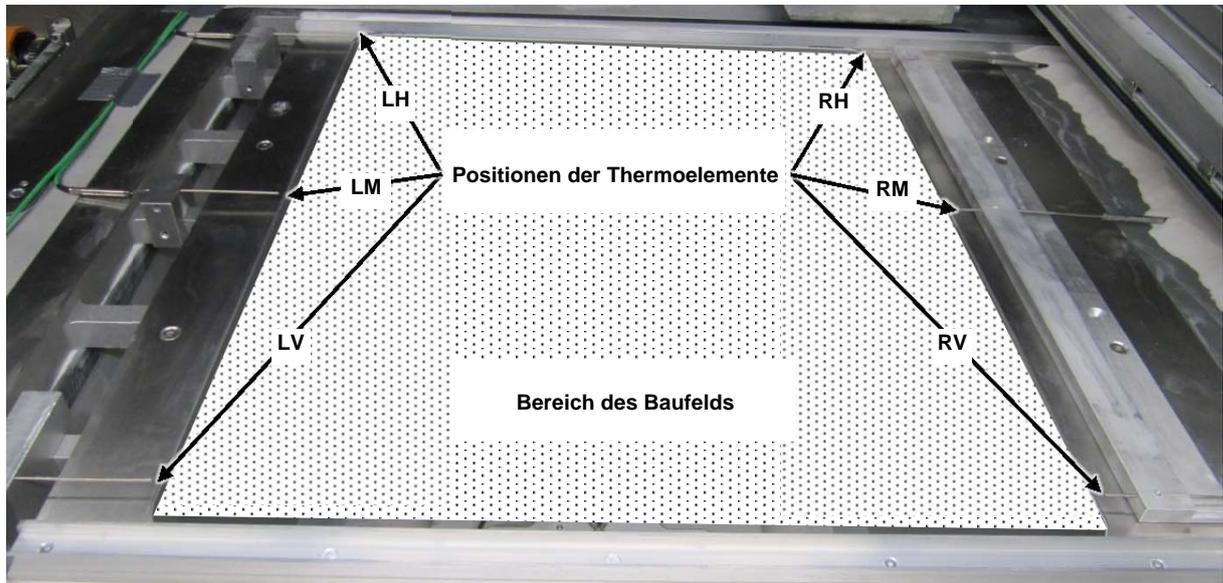 LH
RH
Positionen der Thermoelemente
LM
RM
LV
RV
Bereich des Baufelds